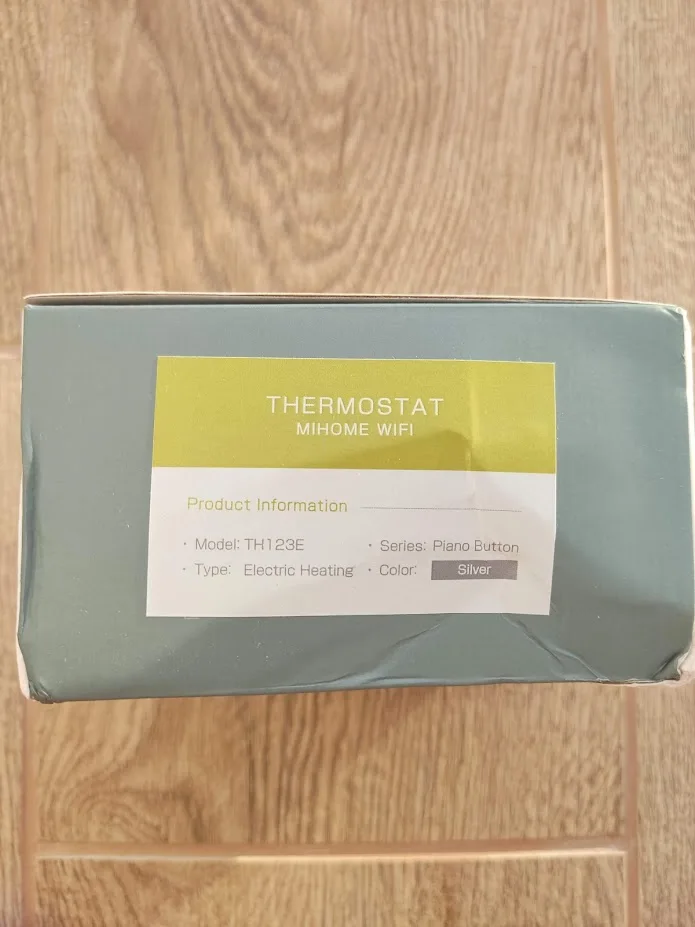 THERMOSTAT
MIHOME WIFI
Product Information
· Model: TH123E · Series: Piano Button
· Type: Electric Heating · Color: Silver